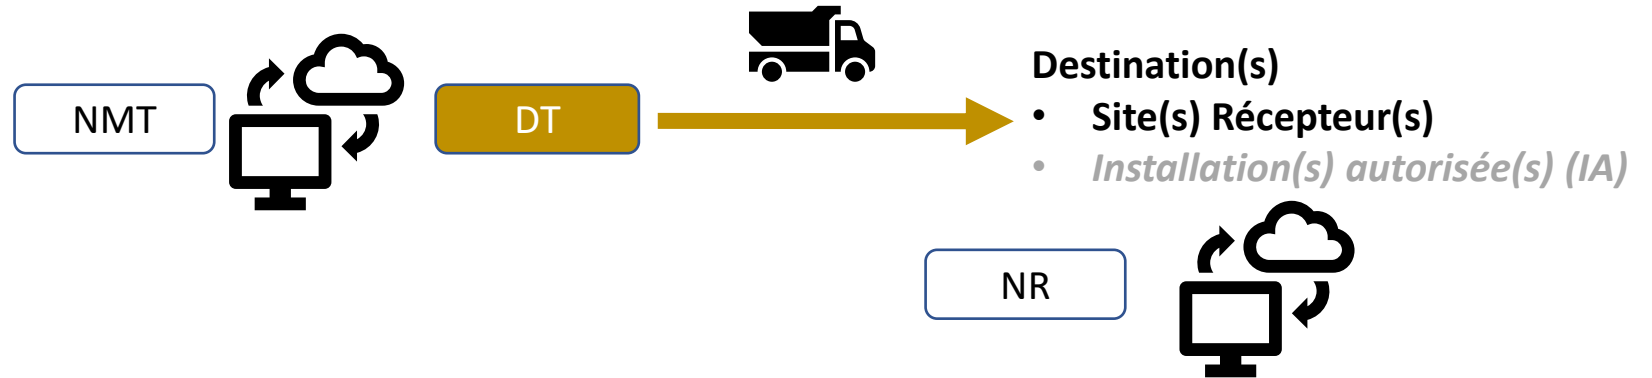 NMT
DT
Destination(s)
• Site(s) Récepteur(s)
• Installation(s) autorisée(s) (IA)
NR